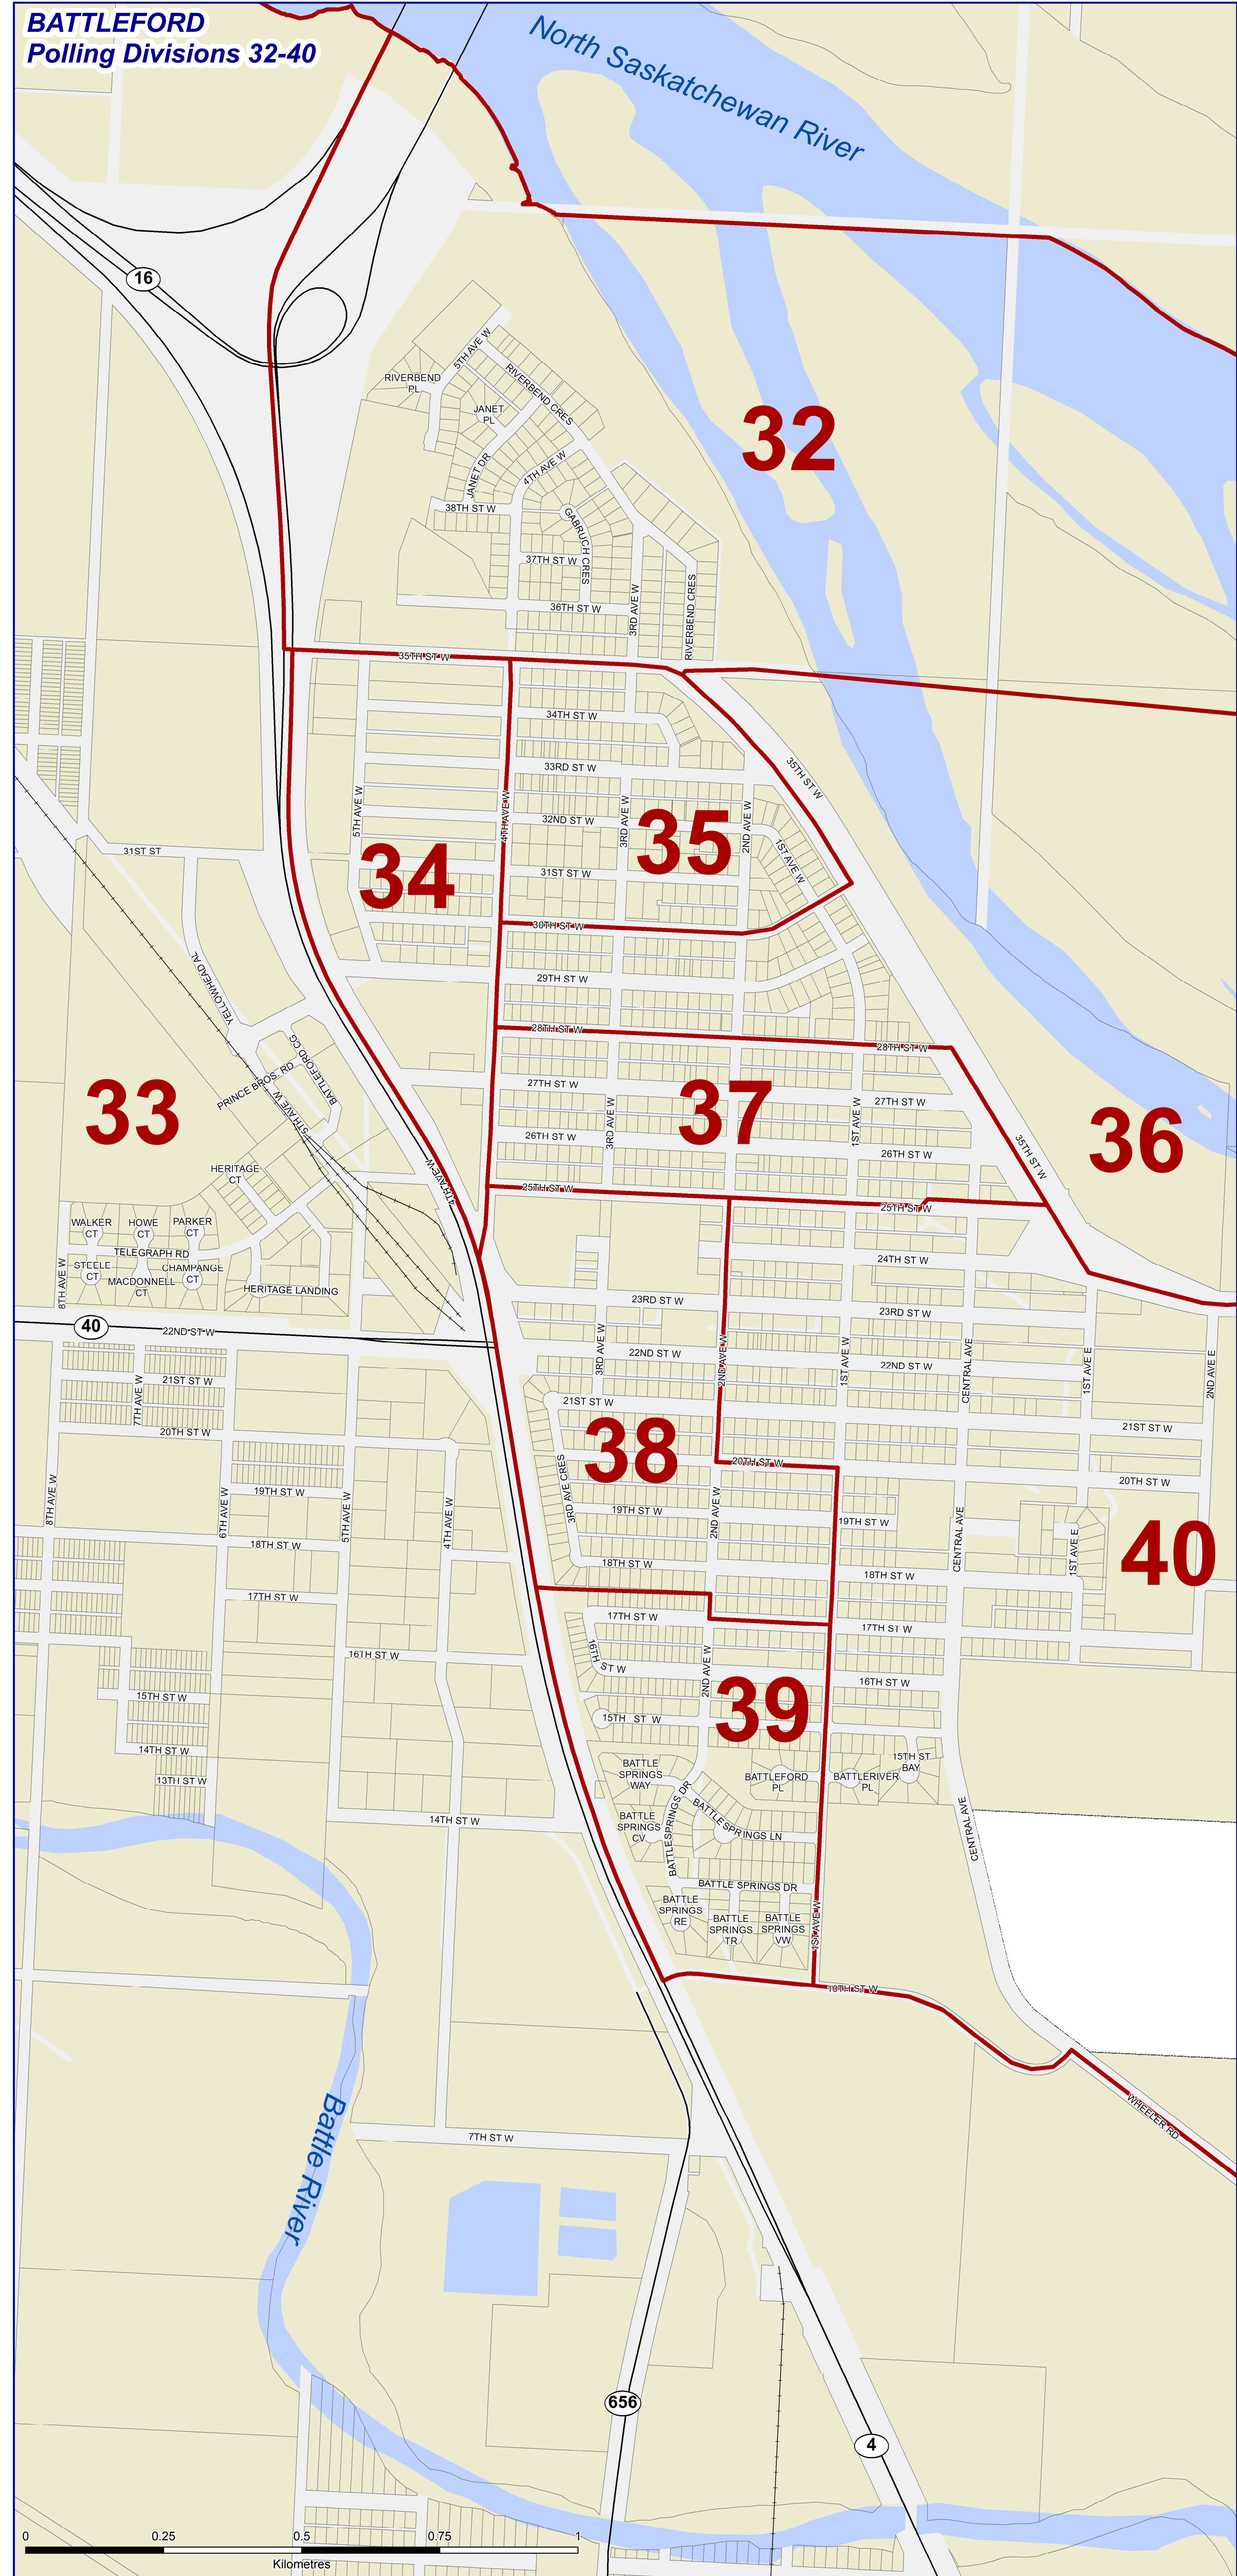 BATTLEFORD
Polling Divisions 32-40
North Saskatchewan River
16
5TH AVE W
RIVERBEND
PL
RIVERBEND CRES
JANET
PL
32
4TH AVE W
JANET DR
38TH ST W
GABRUCH CRES
37TH ST W
36TH ST W
3RD AVE W
RIVERBEND CRES
35TH ST W
34TH ST W
33RD ST W
35TH ST W
5TH AVE W
4TH AVE W
32ND ST W
3RD AVE W
2ND AVE W
35
31ST ST
34
31ST ST W
1ST AVE W
30TH ST W
YELLOWHEAD AL
29TH ST W
28TH ST W
28TH ST W
BATTLEFORD CG
PRINCE BROS. RD
5TH AVE W
27TH ST W
27TH ST W
33
37
36
3RD AVE W
1ST AVE W
26TH ST W
26TH ST W
35TH ST W
HERITAGE
CT
4TH AVE W
25TH ST W
25TH ST W
WALKER
CT
HOWE
CT
PARKER
CT
TELEGRAPH RD
24TH ST W
STEELE
CT
MACDONNELL
CT
CHAMPANGE
CT
8TH AVE W
HERITAGE LANDING
23RD ST W
23RD ST W
40
22ND ST W
3RD AVE W
22ND ST W
2ND AVE W
1ST AVE W
22ND ST W
CENTRAL AVE
1ST AVE E
2ND AVE E
21ST ST W
7TH AVE W
21ST ST W
21ST ST W
20TH ST W
38
20TH ST W
20TH ST W
8TH AVE W
6TH AVE W
19TH ST W
5TH AVE W
4TH AVE W
3RD AVE CRES
19TH ST W
2ND AVE W
19TH ST W
CENTRAL AVE
1ST AVE E
40
18TH ST W
18TH ST W
18TH ST W
17TH ST W
17TH ST W
17TH ST W
16TH ST W
16TH ST W
2ND AVE W
16TH ST W
39
15TH ST W
15TH ST W
14TH ST W
13TH ST W
BATTLE
SPRINGS
WAY
BATTLEFORD
PL
BATTLERIVER
PL
15TH ST
BAY
BATTLESPRINGS DR
BATTLESPRINGS LN
BATTLE
SPRINGS
CV
14TH ST W
CENTRAL AVE
BATTLE SPRINGS DR
BATTLE
SPRINGS
RE
BATTLE
SPRINGS
TR
BATTLE
SPRINGS
VW
1ST AVE W
10TH ST W
WHEELER RD
Battle River
7TH ST W
656
4
0 0.25 0.5 0.75 1
Kilometres